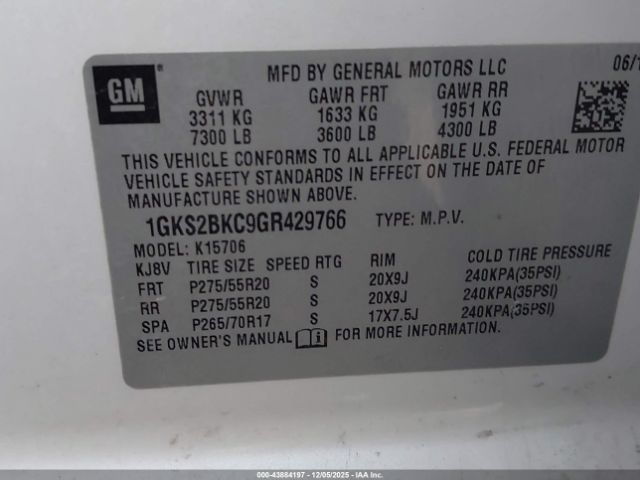 GM ®
MFD BY GENERAL MOTORS LLC 06/1
GVWR GAWR FRT GAWR RR
3311 KG 1633 KG 1951 KG
7300 LB 3600 LB 4300 LB
THIS VEHICLE CONFORMS TO ALL APPLICABLE U.S. FEDERAL MOTOR
VEHICLE SAFETY STANDARDS IN EFFECT ON THE DATE OF
MANUFACTURE SHOWN ABOVE.
1GKS2BKC9GR429766 TYPE: M.P.V.
MODEL: K15706
KJ8V TIRE SIZE SPEED RTG RIM COLD TIRE PRESSURE
FRT P275/55R20 S 20X9J 240KPA(35PSI)
RR P275/55R20 S 20X9J 240KPA(35PSI)
SPA P265/70R17 S 17X7.5J 240KPA(35PSI)
SEE OWNER'S MANUAL i FOR MORE INFORMATION.
000-43884197 - 12/05/2025 - IAAI, Inc.